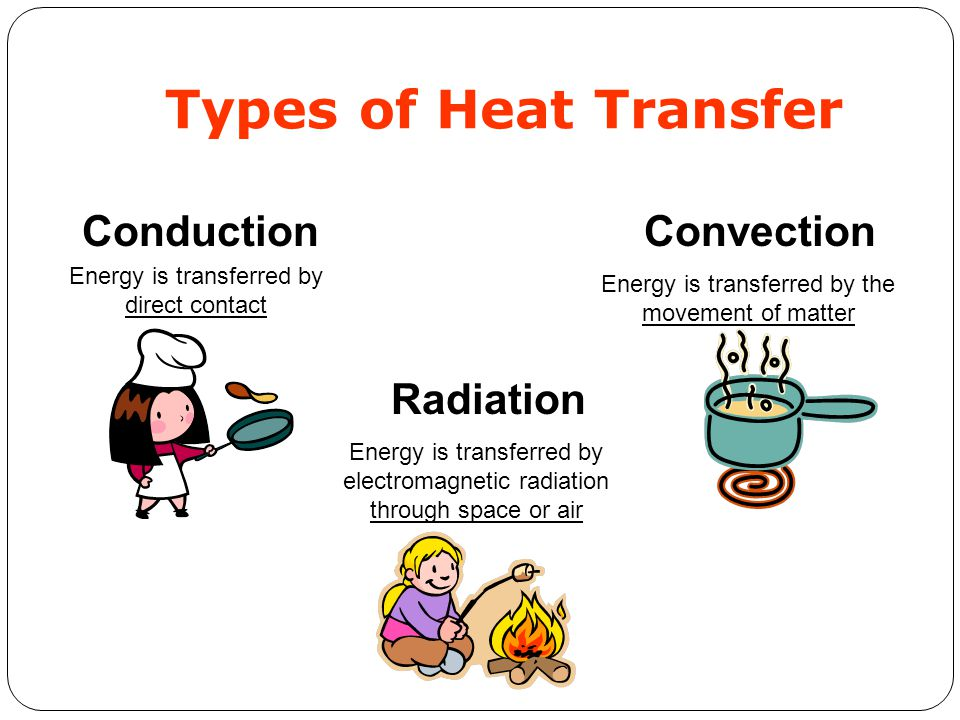 Types of Heat Transfer
Conduction
Energy is transferred by
direct contact
Convection
Energy is transferred by the
movement of matter
Radiation
Energy is transferred by
electromagnetic radiation
through space or air